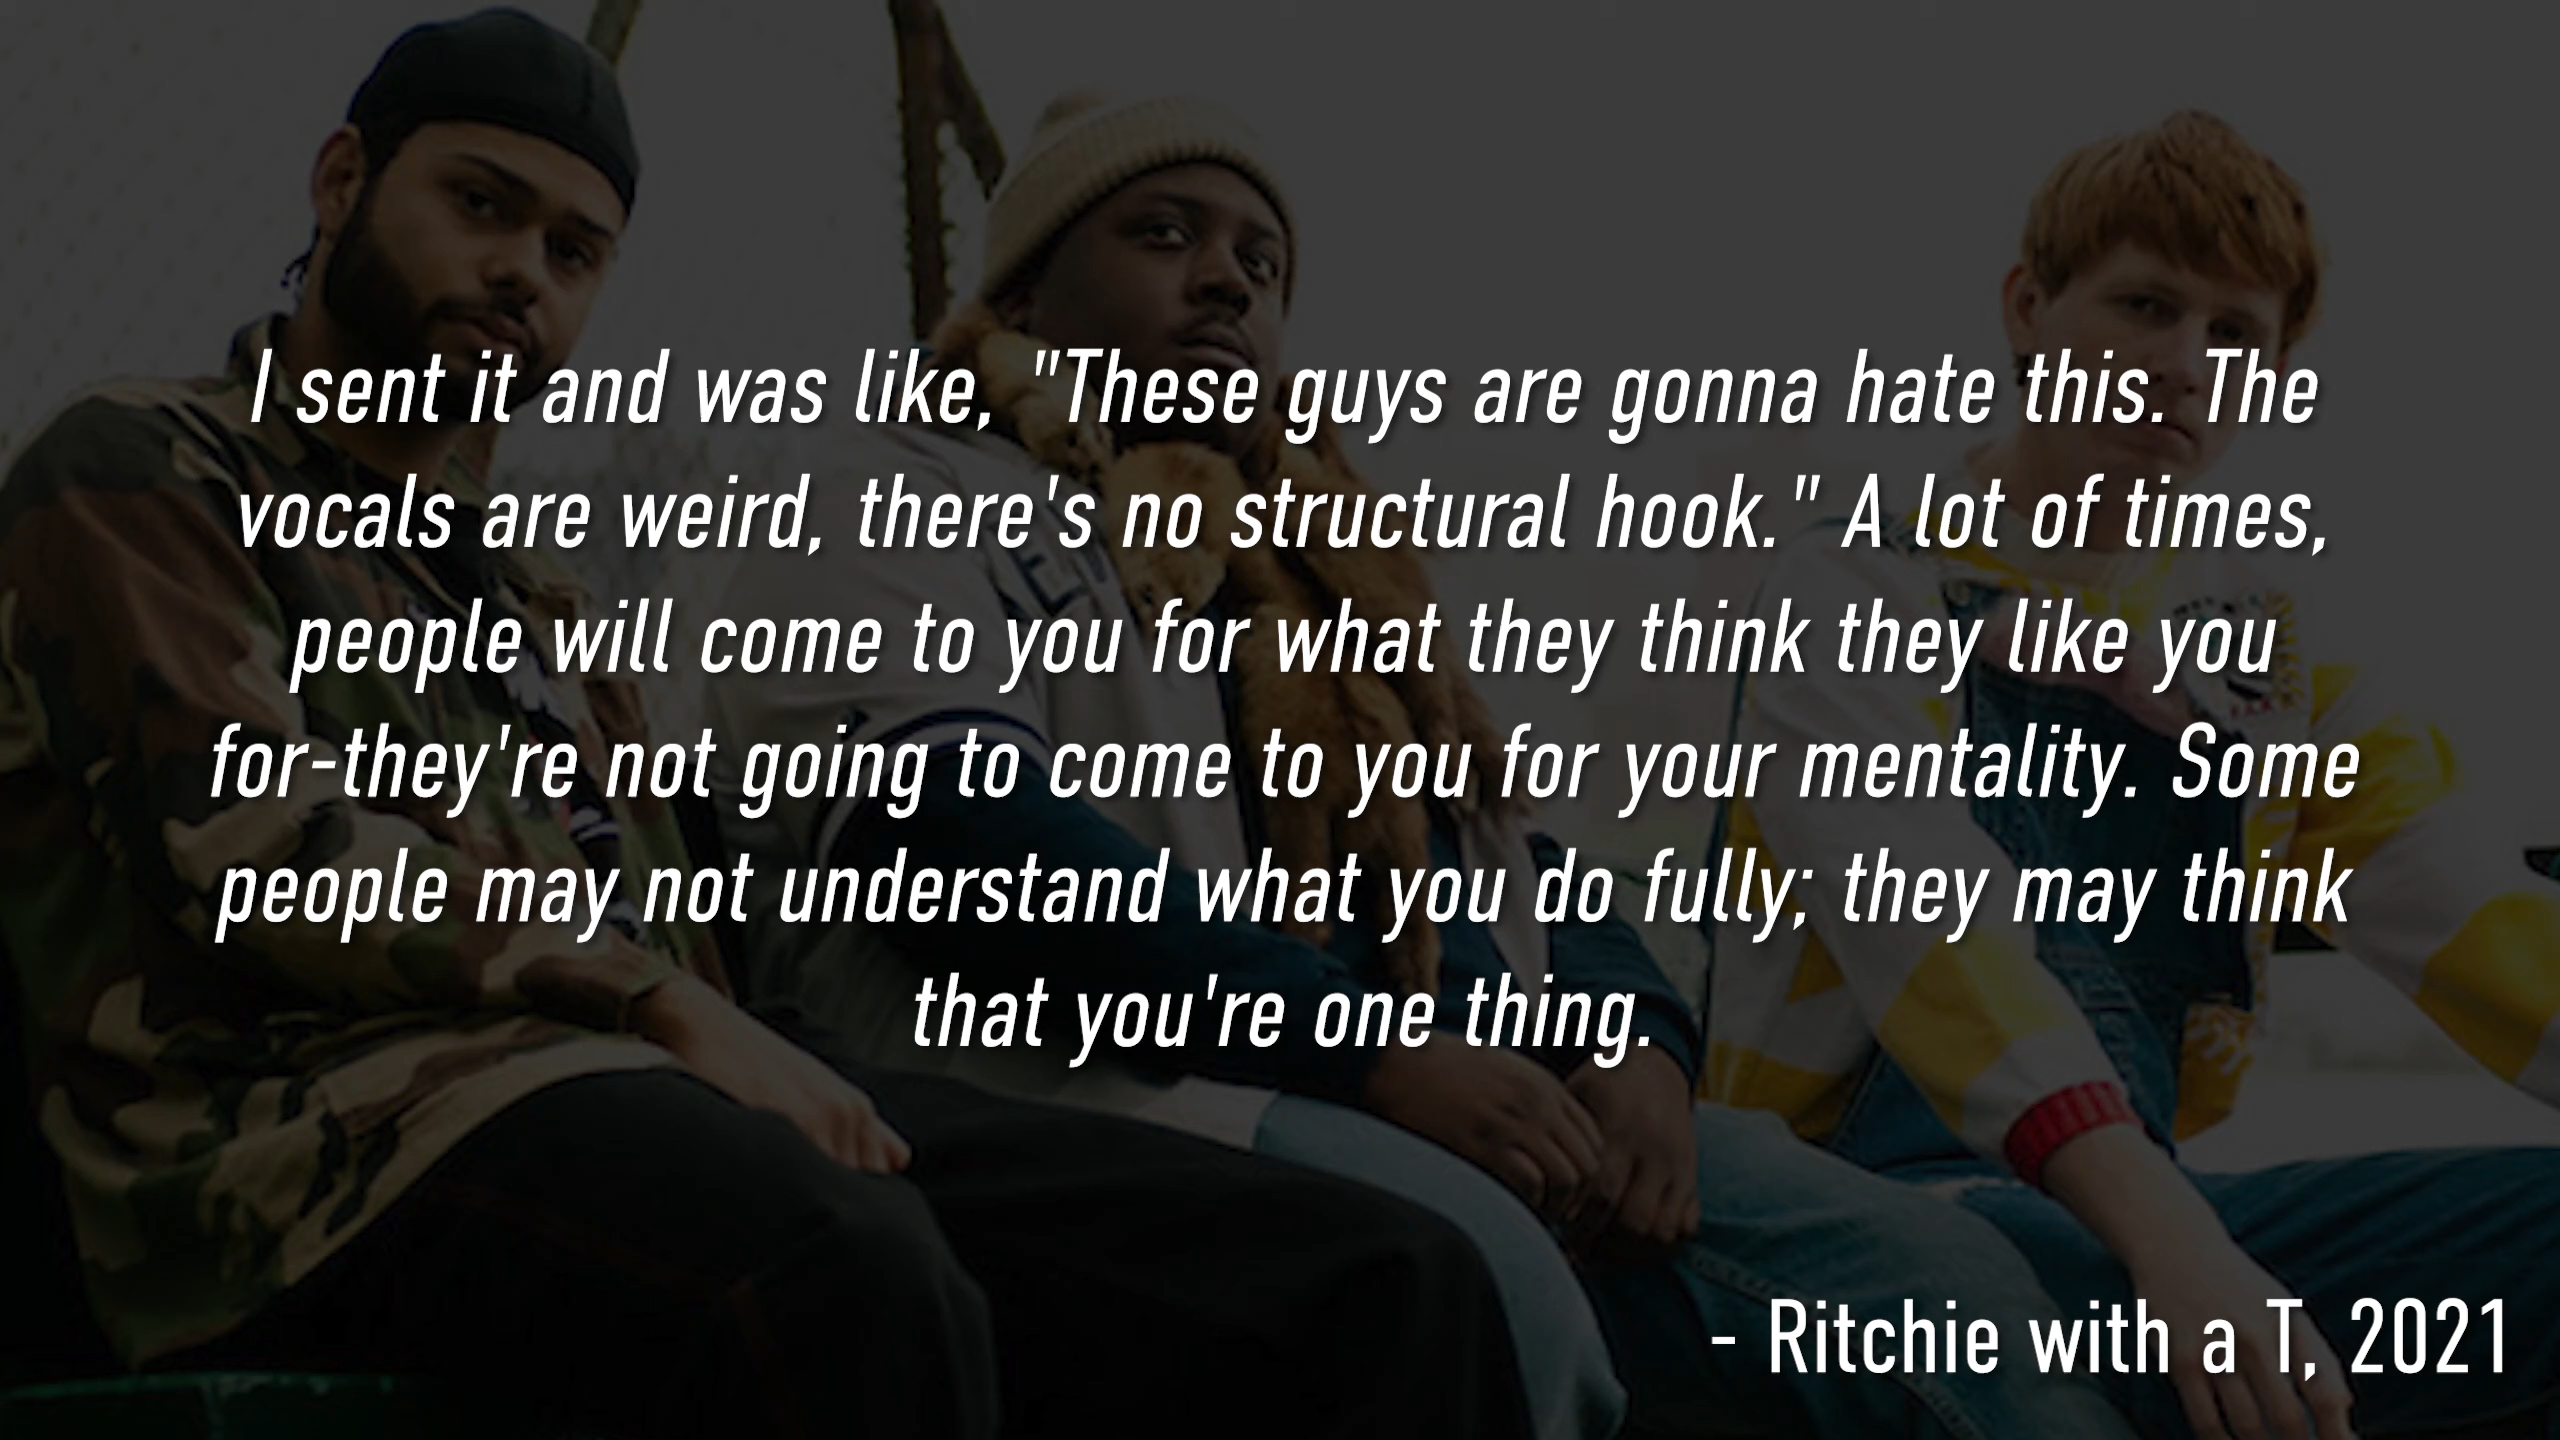 I sent it and was like, "These guys are gonna hate this. The
vocals are weird, there's no structural hook." A lot of times,
people will come to you for what they think they like you
for-they're not going to come to you for your mentality. Some
people may not understand what you do fully; they may think
that you're one thing.
- Ritchie with a T, 2021